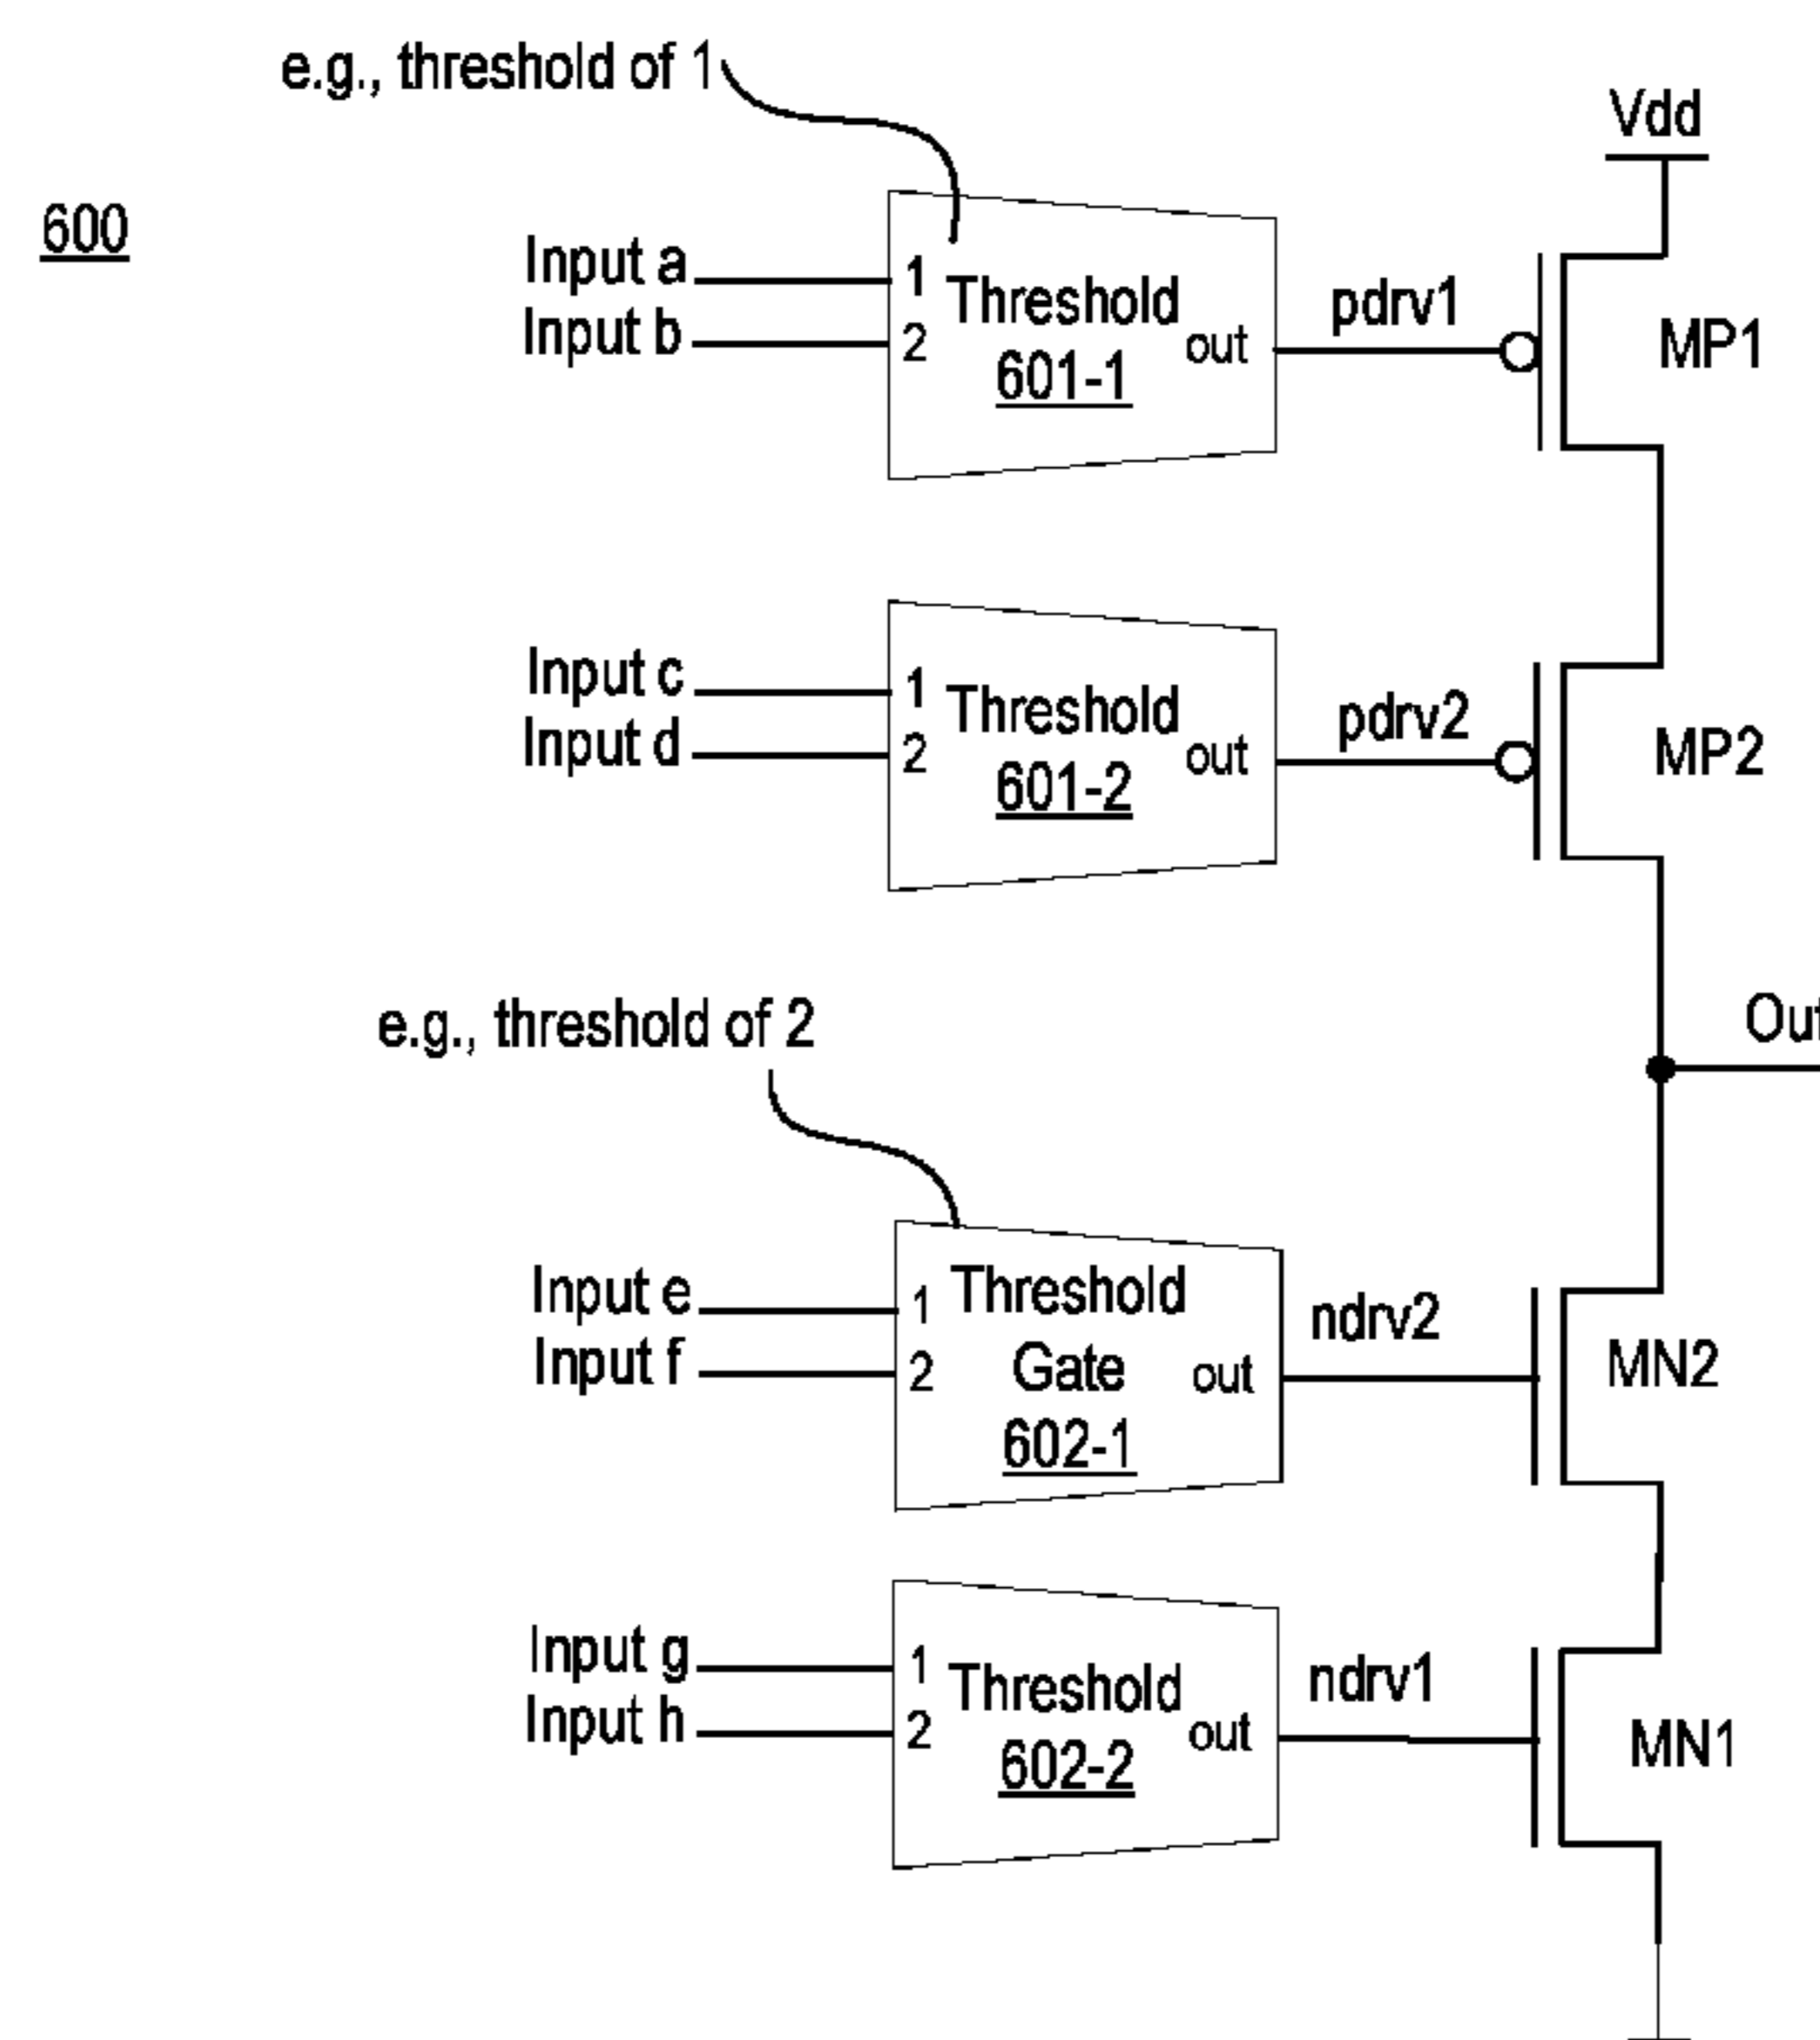 e.g., threshold of 1
Vdd
600
Input a
Input b
1
2
Threshold
601-1
out
pdrv1
MP1
Input c
Input d
1
2
Threshold
601-2
out
pdrv2
MP2
e.g., threshold of 2
Input e
Input f
1
2
Threshold
Gate
602-1
out
ndrv2
MN2
Input g
Input h
1
2
Threshold
602-2
out
ndrv1
MN1